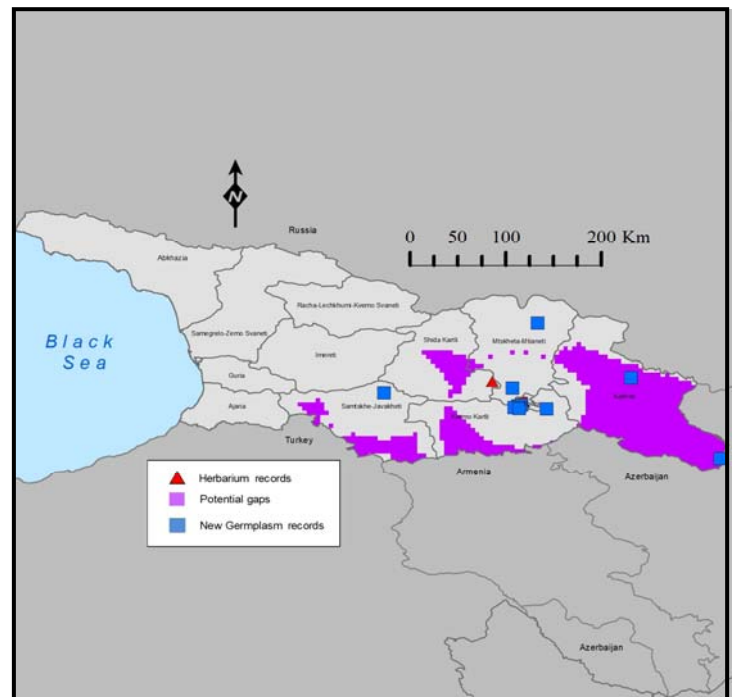 N
Russia
0 50 100 200 Km
Abkhazia
Racha-Lechkhumi-Kvemo Svaneti
Samegrelo-Zemo Svaneti
Shida Kartli
Mtskheta-Mtianeti
Black
Sea
Imereti
Guria
Kakheti
Ajaria
Samtskhe-Javakheti
Kvemo Kartli
Turkey
Armenia
Azerbaijan
Herbarium records
Potential gaps
New Germplasm records
Azerbaijan